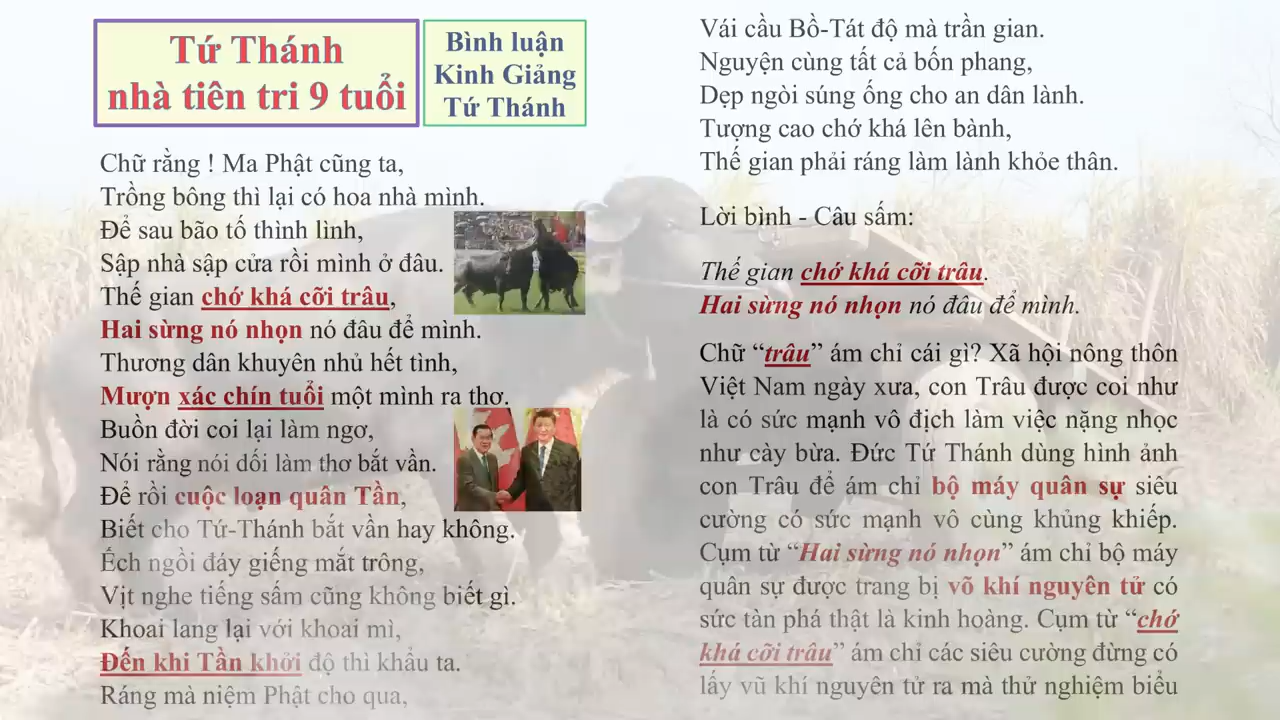 Tứ Thánh
nhà tiên tri 9 tuổi
Bình luận
Kinh Giảng
Tứ Thánh
Chữ rằng ! Ma Phật cũng ta,
Trồng bông thì lại có hoa nhà mình.
Để sau bão tố thình lình,
Sập nhà sập cửa rồi mình ở đâu.
Thế gian chớ khá cỡi trâu,
Hai sừng nó nhọn nó đâu để mình.
Thương dân khuyên nhủ hết tình,
Mượn xác chín tuổi một mình ra thơ.
Buồn đời coi lại làm ngơ,
Nói rằng nói dối làm thơ bắt vần.
Để rồi cuộc loạn quân Tần,
Biết cho Tứ-Thánh bắt vần hay không.
Ếch ngồi đáy giếng mắt trông,
Vịt nghe tiếng sấm cũng không biết gì.
Khoai lang lại với khoai mì,
Đến khi Tần khởi độ thì khẩu ta.
Ráng mà niệm Phật cho qua,
Vái cầu Bồ-Tát độ mà trần gian.
Nguyện cùng tất cả bốn phang,
Dẹp ngòi súng ống cho an dân lành.
Tượng cao chớ khá lên bành,
Thế gian phải ráng làm lành khỏe thân.
Lời bình - Câu sấm:
Thế gian chớ khá cỡi trâu.
Hai sừng nó nhọn nó đâu để mình.
Chữ “trâu” ám chỉ cái gì? Xã hội nông thôn
Việt Nam ngày xưa, con Trâu được coi như
là có sức mạnh vô địch làm việc nặng nhọc
như cày bừa. Đức Tứ Thánh dùng hình ảnh
con Trâu để ám chỉ bộ máy quân sự siêu
cường có sức mạnh vô cùng khủng khiếp.
Cụm từ “Hai sừng nó nhọn” ám chỉ bộ máy
quân sự được trang bị võ khí nguyên tử có
sức tàn phá thật là kinh hoàng. Cụm từ “chớ
khá cỡi trâu” ám chỉ các siêu cường đừng có
lấy vũ khí nguyên tử ra mà thử nghiệm biểu